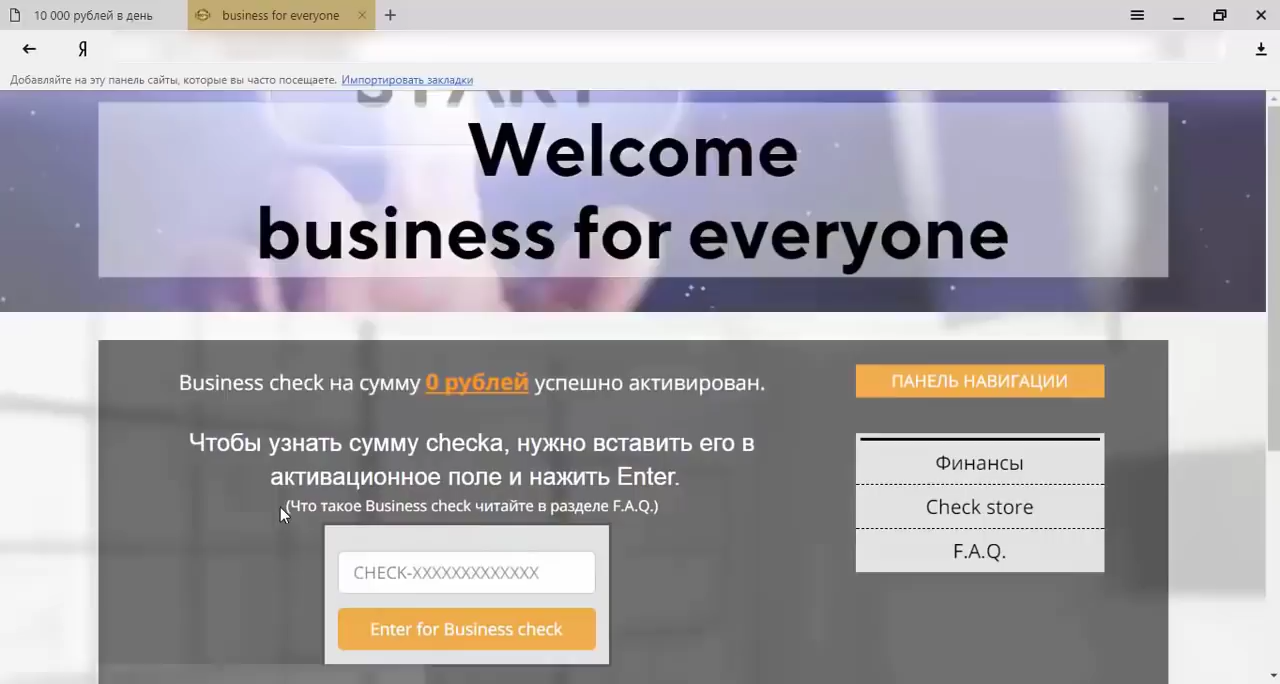 10 000 рублей в день
business for everyone
Я
Добавляйте на эту панель сайты, которые вы часто посещаете. Импортировать закладки
START
Welcome
business for everyone
Business check на сумму 0 рублей успешно активирован.
ПАНЕЛЬ НАВИГАЦИИ
Чтобы узнать сумму checka, нужно вставить его в
активационное поле и нажить Enter.
(Что такое Business check читайте в разделе F.A.Q.)
Финансы
Check store
F.A.Q.
CHECK-XXXXXXXXXXXXX
Enter for Business check